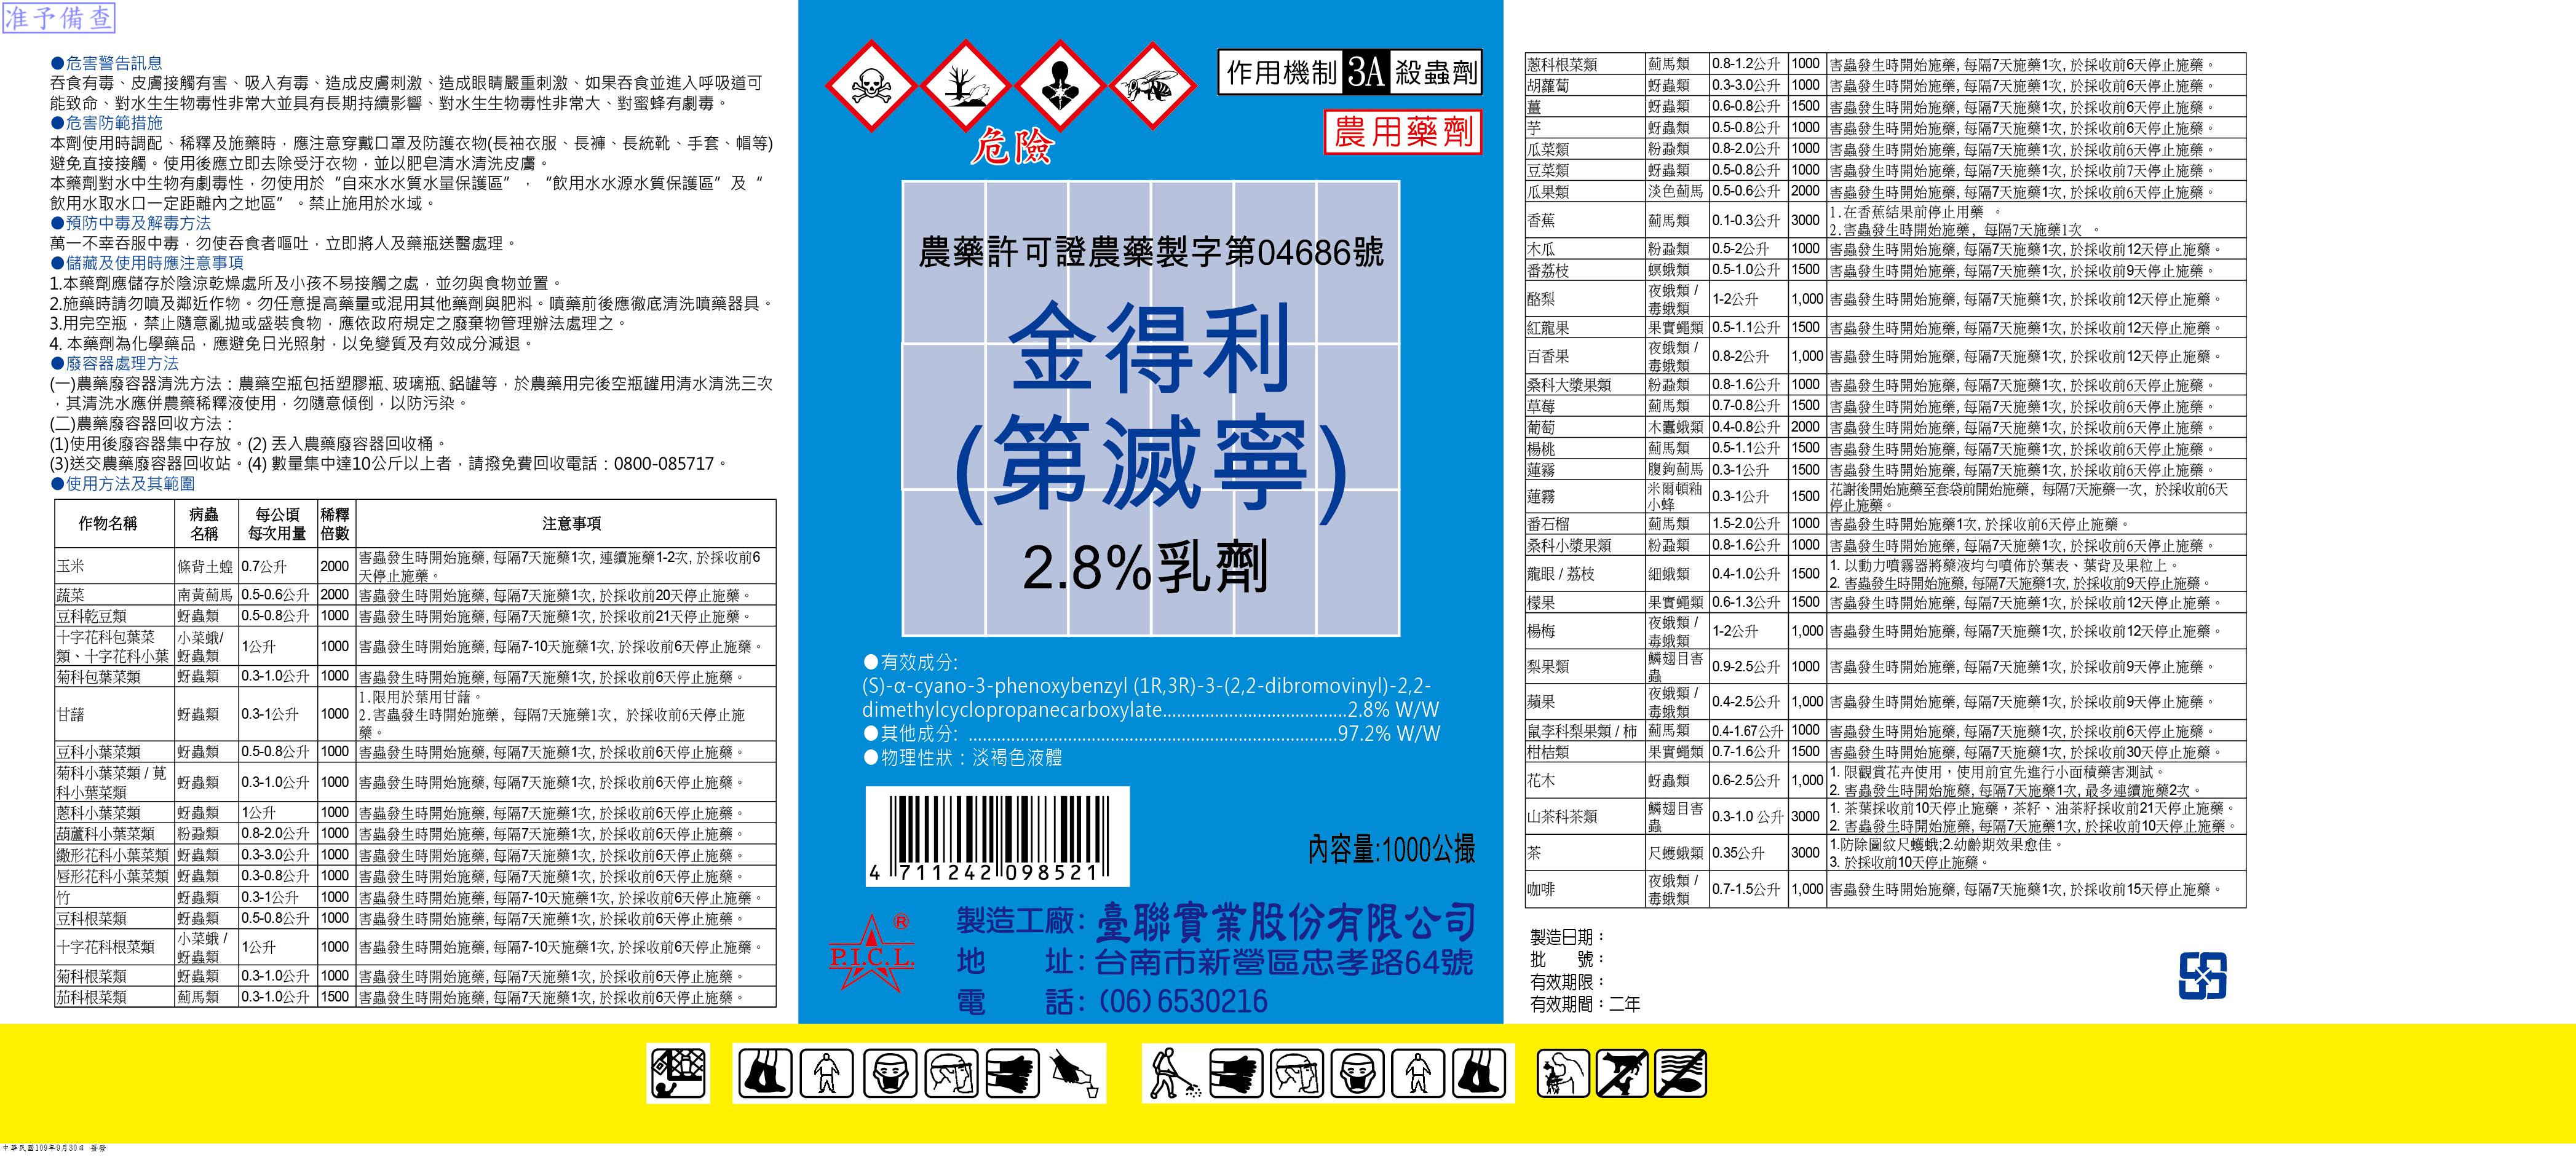 准予備查
●危害警告訊息
吞食有毒、皮膚接觸有害、吸入有毒、造成皮膚刺激、造成眼睛嚴重刺激、如果吞食並進入呼吸道可
能致命、對水生生物毒性非常大並具有長期持續影響、對水生生物毒性非常大、對蜜蜂有劇毒。
●危害防範措施
本劑使用時調配、稀釋及施藥時，應注意穿戴口罩及防護衣物(長袖衣服、長褲、長統靴、手套、帽等)
避免直接接觸。使用後應立即去除受汙衣物，並以肥皂清水清洗皮膚。
本藥劑對水中生物有劇毒性，勿使用於“自來水水質水量保護區”，“飲用水水源水質保護區”及“
飲用水取水口一定距離內之地區”。禁止施用於水域。
●預防中毒及解毒方法
萬一不幸吞服中毒，勿使吞食者嘔吐，立即將人及藥瓶送醫處理。
●儲藏及使用時應注意事項
1.本藥劑應儲存於陰涼乾燥處所及小孩不易接觸之處，並勿與食物並置。
2.施藥時請勿噴及鄰近作物。勿任意提高藥量或混用其他藥劑與肥料。噴藥前後應徹底清洗噴藥器具。
3.用完空瓶，禁止隨意亂拋或盛裝食物，應依政府規定之廢棄物管理辦法處理之。
4. 本藥劑為化學藥品，應避免日光照射，以免變質及有效成分減退。
●廢容器處理方法
(一)農藥廢容器清洗方法：農藥空瓶包括塑膠瓶、玻璃瓶、鋁罐等，於農藥用完後空瓶罐用清水清洗三次
，其清洗水應併農藥稀釋液使用，勿隨意傾倒，以防污染。
(二)農藥廢容器回收方法：
(1)使用後廢容器集中存放。(2) 丟入農藥廢容器回收桶。
(3)送交農藥廢容器回收站。(4) 數量集中達10公斤以上者，請撥免費回收電話：0800-085717。
●使用方法及其範圍
作物名稱 病蟲名稱 每公頃每次用量 稀釋倍數 注意事項
玉米 條背土蝗 0.7公升 2000 害蟲發生時開始施藥, 每隔7天施藥1次, 連續施藥1-2次, 於採收前6
天停止施藥。
蔬菜 南黃薊馬 0.5-0.6公升 2000 害蟲發生時開始施藥, 每隔7天施藥1次, 於採收前20天停止施藥。
豆科乾豆類 蚜蟲類 0.5-0.8公升 1000 害蟲發生時開始施藥, 每隔7天施藥1次, 於採收前21天停止施藥。
十字花科包葉菜 小菜蛾/
類、十字花科小葉 蚜蟲類 1公升 1000 害蟲發生時開始施藥, 每隔7-10天施藥1次, 於採收前6天停止施藥。
菊科包葉菜類 蚜蟲類 0.3-1.0公升 1000 害蟲發生時開始施藥, 每隔7天施藥1次, 於採收前6天停止施藥。
甘藷 蚜蟲類 0.3-1公升 1000 1.限用於葉用甘藷。
2.害蟲發生時開始施藥, 每隔7天施藥1次, 於採收前6天停止施
藥。
豆科小葉菜類 蚜蟲類 0.5-0.8公升 1000 害蟲發生時開始施藥, 每隔7天施藥1次, 於採收前6天停止施藥。
菊科小葉菜類 / 莧
科小葉菜類 蚜蟲類 0.3-1.0公升 1000 害蟲發生時開始施藥, 每隔7天施藥1次, 於採收前6天停止施藥。
蔥科小葉菜類 蚜蟲類 1公升 1000 害蟲發生時開始施藥, 每隔7天施藥1次, 於採收前6天停止施藥。
葫蘆科小葉菜類 粉蝨類 0.8-2.0公升 1000 害蟲發生時開始施藥, 每隔7天施藥1次, 於採收前6天停止施藥。
繖形花科小葉菜類 蚜蟲類 0.3-3.0公升 1000 害蟲發生時開始施藥, 每隔7天施藥1次, 於採收前6天停止施藥。
唇形花科小葉菜類 蚜蟲類 0.3-0.8公升 1000 害蟲發生時開始施藥, 每隔7天施藥1次, 於採收前6天停止施藥。
竹 蚜蟲類 0.3-1公升 1000 害蟲發生時開始施藥, 每隔7-10天施藥1次, 於採收前6天停止施藥。
豆科根菜類 蚜蟲類 0.5-0.8公升 1000 害蟲發生時開始施藥, 每隔7天施藥1次, 於採收前6天停止施藥。
十字花科根菜類 小菜蛾 / 蚜蟲類 1公升 1000 害蟲發生時開始施藥, 每隔7-10天施藥1次, 於採收前6天停止施藥。
菊科根菜類 蚜蟲類 0.3-1.0公升 1000 害蟲發生時開始施藥, 每隔7天施藥1次, 於採收前6天停止施藥。
茄科根菜類 薊馬類 0.3-1.0公升 1500 害蟲發生時開始施藥, 每隔7天施藥1次, 於採收前6天停止施藥。
作用機制 3A 殺蟲劑
危險
農用藥劑
農藥許可證農藥製字第04686號
金得利
(第滅寧)
2.8%乳劑
●有效成分:
(S)-α-cyano-3-phenoxybenzyl (1R,3R)-3-(2,2-dibromovinyl)-2,2-
dimethylcyclopropanecarboxylate.......................................2.8% W/W
●其他成分: ..............................................................................97.2% W/W
●物理性狀：淡褐色液體
4 711242 098521
內容量:1000公撮
P.I.C.L. ®
製造工廠: 臺聯實業股份有限公司
地 址: 台南市新營區忠孝路64號
電 話: (06)6530216
蔥科根菜類 薊馬類 0.8-1.2公升 1000 害蟲發生時開始施藥, 每隔7天施藥1次, 於採收前6天停止施藥。
胡蘿蔔 蚜蟲類 0.3-3.0公升 1000 害蟲發生時開始施藥, 每隔7天施藥1次, 於採收前6天停止施藥。
薑 蚜蟲類 0.6-0.8公升 1500 害蟲發生時開始施藥, 每隔7天施藥1次, 於採收前6天停止施藥。
芋 蚜蟲類 0.5-0.8公升 1000 害蟲發生時開始施藥, 每隔7天施藥1次, 於採收前6天停止施藥。
瓜菜類 粉蝨類 0.8-2.0公升 1000 害蟲發生時開始施藥, 每隔7天施藥1次, 於採收前6天停止施藥。
豆菜類 蚜蟲類 0.5-0.8公升 1000 害蟲發生時開始施藥, 每隔7天施藥1次, 於採收前7天停止施藥。
瓜果類 淡色薊馬 0.5-0.6公升 2000 害蟲發生時開始施藥, 每隔7天施藥1次, 於採收前6天停止施藥。
香蕉 薊馬類 0.1-0.3公升 3000 1.在香蕉結果前停止用藥 。
2.害蟲發生時開始施藥, 每隔7天施藥1次 。
木瓜 粉蝨類 0.5-2公升 1000 害蟲發生時開始施藥, 每隔7天施藥1次, 於採收前12天停止施藥。
番荔枝 螟蛾類 0.5-1.0公升 1500 害蟲發生時開始施藥, 每隔7天施藥1次, 於採收前9天停止施藥。
酪梨 夜蛾類 / 毒蛾類 1-2公升 1,000 害蟲發生時開始施藥, 每隔7天施藥1次, 於採收前12天停止施藥。
紅龍果 果實蠅類 0.5-1.1公升 1500 害蟲發生時開始施藥, 每隔7天施藥1次, 於採收前12天停止施藥。
百香果 夜蛾類 / 毒蛾類 0.8-2公升 1,000 害蟲發生時開始施藥, 每隔7天施藥1次, 於採收前12天停止施藥。
桑科大漿果類 粉蝨類 0.8-1.6公升 1000 害蟲發生時開始施藥, 每隔7天施藥1次, 於採收前6天停止施藥。
草莓 薊馬類 0.7-0.8公升 1500 害蟲發生時開始施藥, 每隔7天施藥1次, 於採收前6天停止施藥。
葡萄 木蠹蛾類 0.4-0.8公升 2000 害蟲發生時開始施藥, 每隔7天施藥1次, 於採收前6天停止施藥。
楊桃 薊馬類 0.5-1.1公升 1500 害蟲發生時開始施藥, 每隔7天施藥1次, 於採收前6天停止施藥。
蓮霧 腹鉤薊馬 0.3-1公升 1500 害蟲發生時開始施藥, 每隔7天施藥1次, 於採收前6天停止施藥。
蓮霧 米爾頓釉小蜂 0.3-1公升 1500 花謝後開始施藥至套袋前開始施藥, 每隔7天施藥一次, 於採收前6天
停止施藥。
番石榴 薊馬類 1.5-2.0公升 1000 害蟲發生時開始施藥1次, 於採收前6天停止施藥。
桑科小漿果類 粉蝨類 0.8-1.6公升 1000 害蟲發生時開始施藥, 每隔7天施藥1次, 於採收前6天停止施藥。
龍眼 / 荔枝 細蛾類 0.4-1.0公升 1500 1. 以動力噴霧器將藥液均勻噴佈於葉表、葉背及果粒上。
2. 害蟲發生時開始施藥, 每隔7天施藥1次, 於採收前9天停止施藥。
檬果 果實蠅類 0.6-1.3公升 1500 害蟲發生時開始施藥, 每隔7天施藥1次, 於採收前12天停止施藥。
楊梅 夜蛾類 / 毒蛾類 1-2公升 1,000 害蟲發生時開始施藥, 每隔7天施藥1次, 於採收前12天停止施藥。
梨果類 鱗翅目害蟲 0.9-2.5公升 1000 害蟲發生時開始施藥, 每隔7天施藥1次, 於採收前9天停止施藥。
蘋果 夜蛾類 / 毒蛾類 0.4-2.5公升 1,000 害蟲發生時開始施藥, 每隔7天施藥1次, 於採收前9天停止施藥。
鼠李科梨果類 / 柿 薊馬類 0.4-1.67公升 1000 害蟲發生時開始施藥, 每隔7天施藥1次, 於採收前6天停止施藥。
柑桔類 果實蠅類 0.7-1.6公升 1500 害蟲發生時開始施藥, 每隔7天施藥1次, 於採收前30天停止施藥。
花木 蚜蟲類 0.6-2.5公升 1,000 1. 限觀賞花卉使用，使用前宜先進行小面積藥害測試。
2. 害蟲發生時開始施藥, 每隔7天施藥1次, 最多連續施藥2次。
山茶科茶類 鱗翅目害蟲 0.3-1.0 公升 3000 1. 茶葉採收前10天停止施藥，茶籽、油茶籽採收前21天停止施藥。
2. 害蟲發生時開始施藥, 每隔7天施藥1次, 於採收前10天停止施藥。
茶 尺蠖蛾類 0.35公升 3000 1.防除圖紋尺蠖蛾;2.幼齡期效果愈佳。
3. 於採收前10天停止施藥。
咖啡 夜蛾類 / 毒蛾類 0.7-1.5公升 1,000 害蟲發生時開始施藥, 每隔7天施藥1次, 於採收前15天停止施藥。
製造日期：
批 號：
有效期限：
有效期間：二年
中華民國109年9月30日 簽發